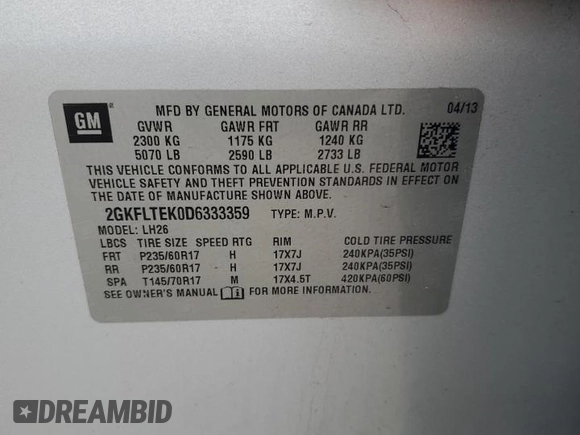 GM
MFD BY GENERAL MOTORS OF CANADA LTD. 04/13
GVWR GAWR FRT GAWR RR
2300 KG 1175 KG 1240 KG
5070 LB 2590 LB 2733 LB
THIS VEHICLE CONFORMS TO ALL APPLICABLE U.S. FEDERAL MOTOR
VEHICLE SAFETY AND THEFT PREVENTION STANDARDS IN EFFECT ON
THE DATE OF MANUFACTURE SHOWN ABOVE.
2GKFLTEK0D6333359 TYPE: M.P.V.
MODEL: LH26
LBCS TIRE SIZE SPEED RTG RIM COLD TIRE PRESSURE
FRT P235/60R17 H 17X7J 240KPA(35PSI)
RR P235/60R17 H 17X7J 240KPA(35PSI)
SPA T145/70R17 M 17X4.5T 420KPA(60PSI)
SEE OWNER'S MANUAL FOR MORE INFORMATION.
DREAMBID